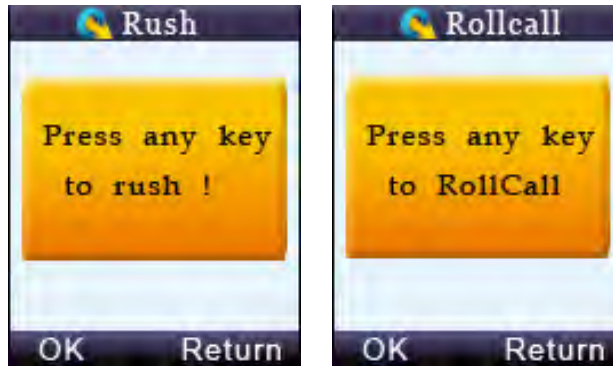 Rush
Press any key
to rush !
OK Return
Rollcall
Press any key
to RollCall
OK Return